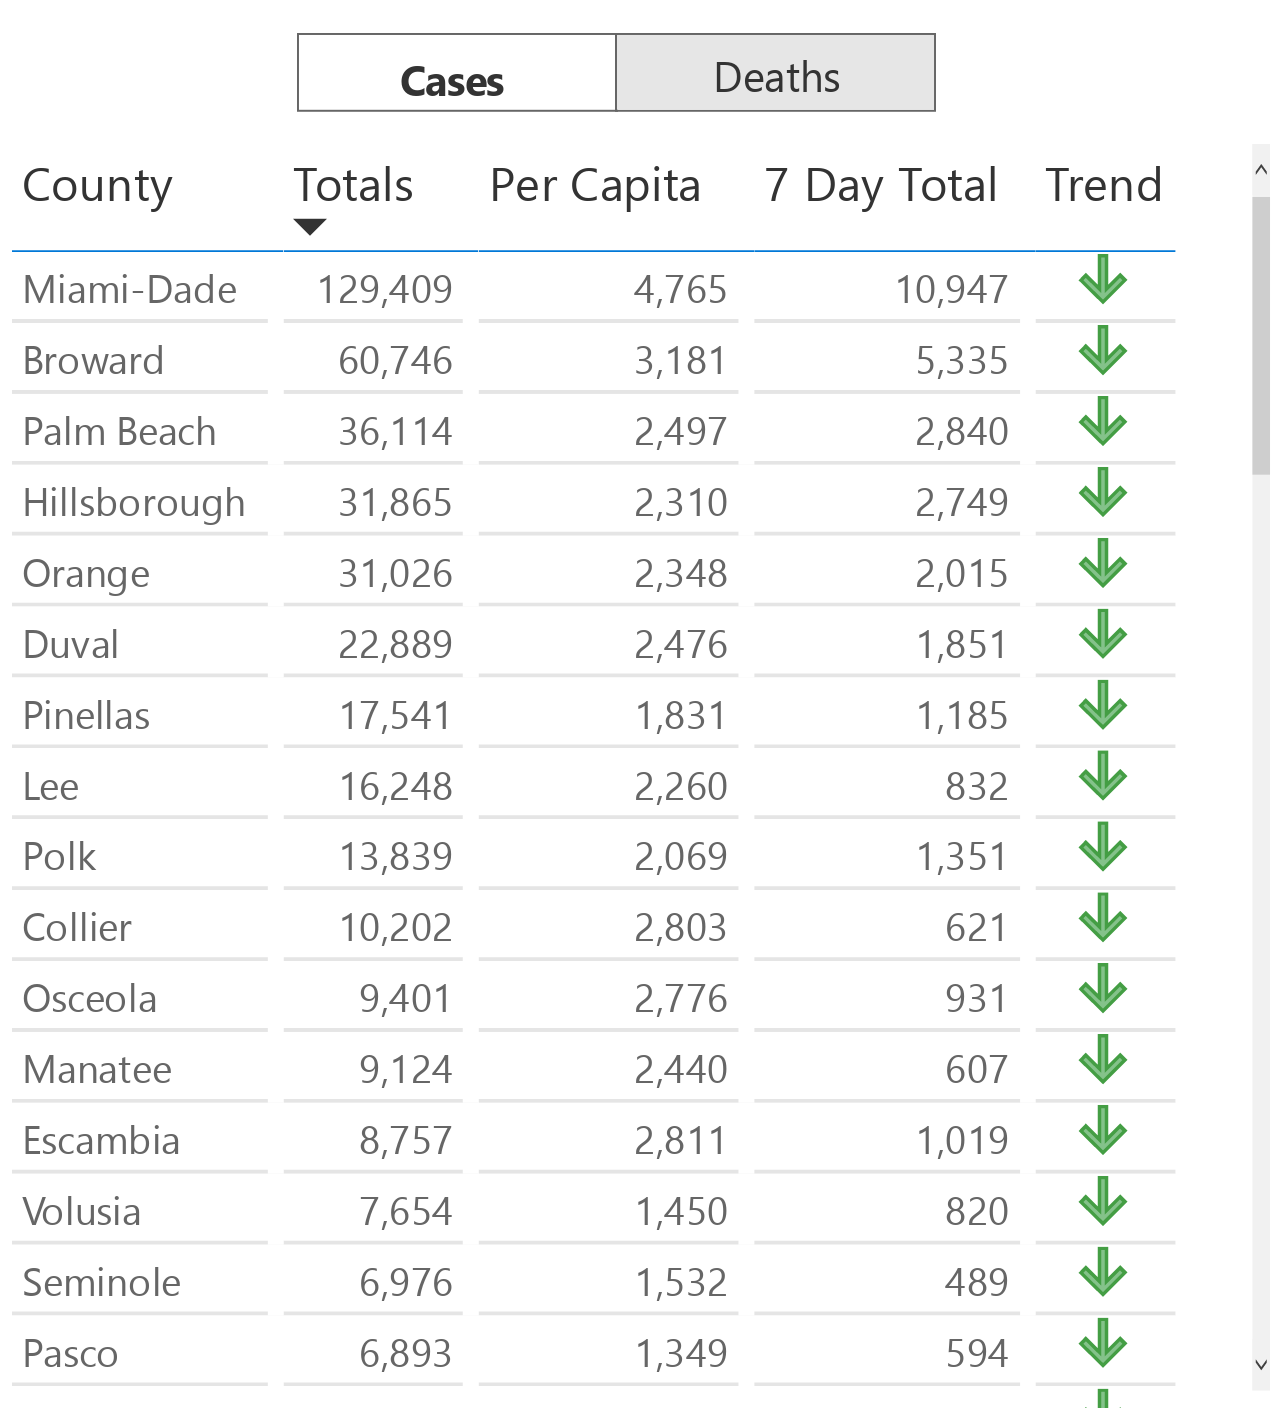 Cases Deaths
County Totals Per Capita 7 Day Total Trend
Miami-Dade 129,409 4,765 10,947
Broward 60,746 3,181 5,335
Palm Beach 36,114 2,497 2,840
Hillsborough 31,865 2,310 2,749
Orange 31,026 2,348 2,015
Duval 22,889 2,476 1,851
Pinellas 17,541 1,831 1,185
Lee 16,248 2,260 832
Polk 13,839 2,069 1,351
Collier 10,202 2,803 621
Osceola 9,401 2,776 931
Manatee 9,124 2,440 607
Escambia 8,757 2,811 1,019
Volusia 7,654 1,450 820
Seminole 6,976 1,532 489
Pasco 6,893 1,349 594